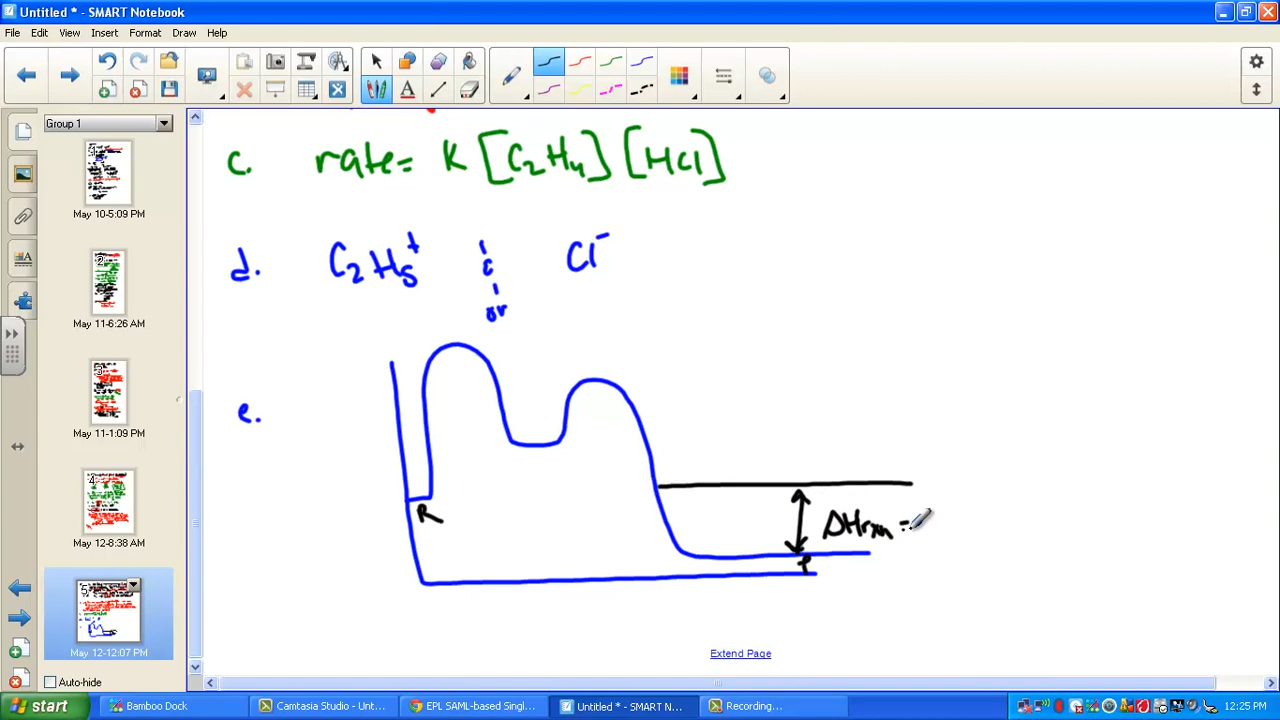 Untitled * - SMART Notebook
File Edit View Insert Format Draw Help
Group 1
May 10-5:09 PM
May 11-6:26 AM
May 11-1:09 PM
May 12-8:38 AM
May 12-12:07 PM
Auto-hide
c. rate= K [C2H4] [HCl]
d. C2H5+ Cl-
or
e.
R
ΔHrxn =
P
Extend Page
start
Bamboo Dock
Camtasia Studio - Unt...
EPL SAML-based Singl...
Untitled * - SMART N...
Recording...
12:25 PM